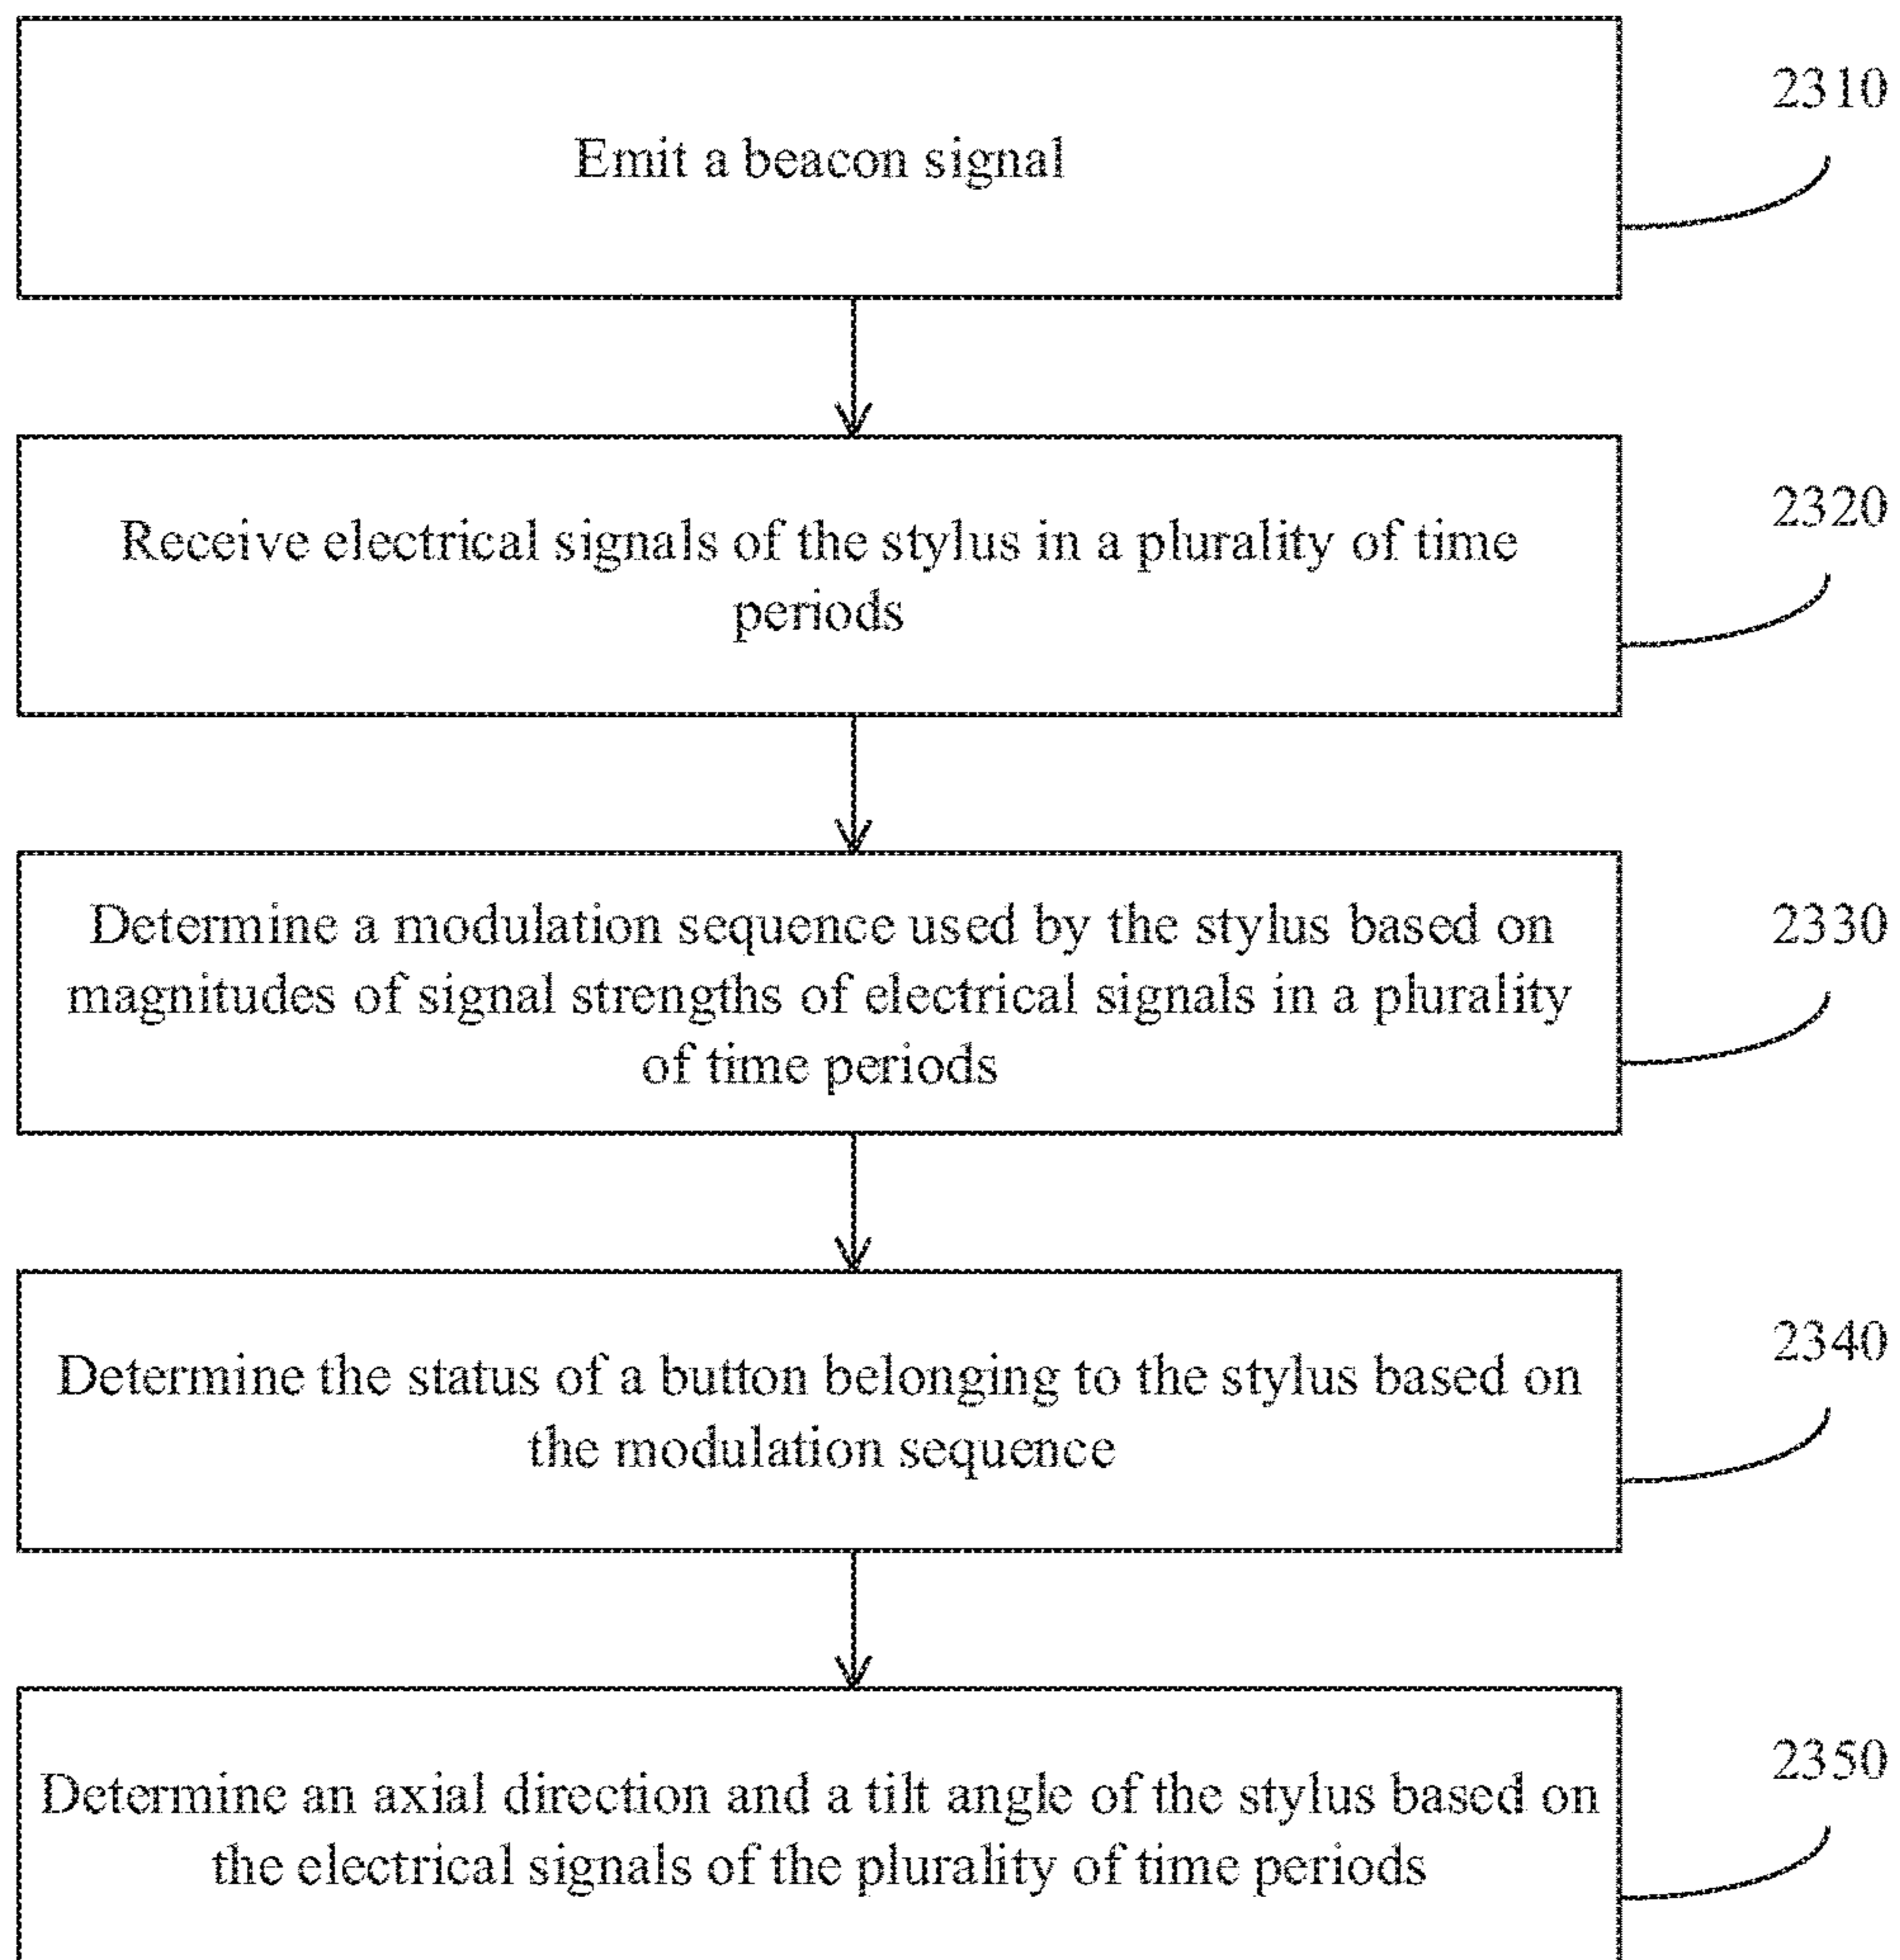 2310
Emit a beacon signal
2320
Receive electrical signals of the stylus in a plurality of time
periods
2330
Determine a modulation sequence used by the stylus based on
magnitudes of signal strengths of electrical signals in a plurality
of time periods
2340
Determine the status of a button belonging to the stylus based on
the modulation sequence
2350
Determine an axial direction and a tilt angle of the stylus based on
the electrical signals of the plurality of time periods